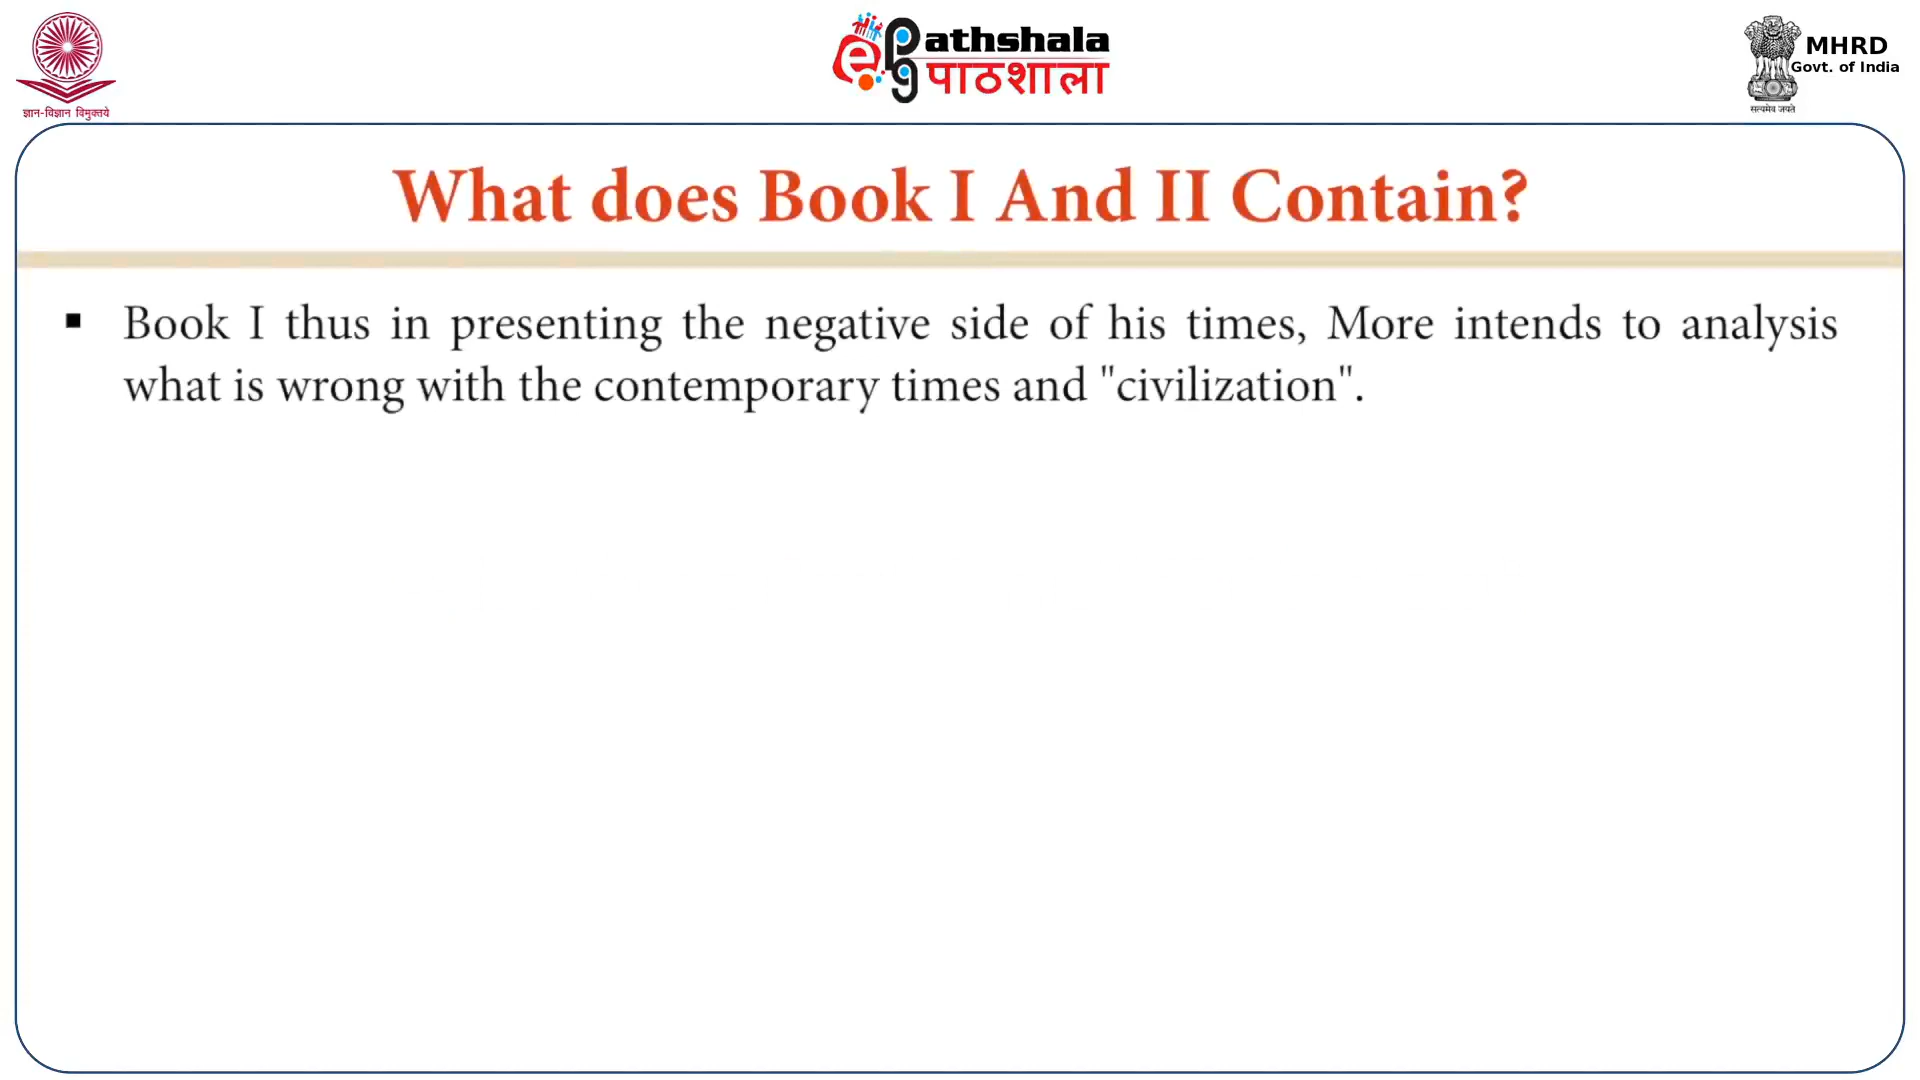 ज्ञान-विज्ञान विमुक्तये
e Pg athshala
पाठशाला
MHRD
Govt. of India
सत्यमेव जयते
What does Book I And II Contain?
▪ Book I thus in presenting the negative side of his times, More intends to analysis
what is wrong with the contemporary times and "civilization".